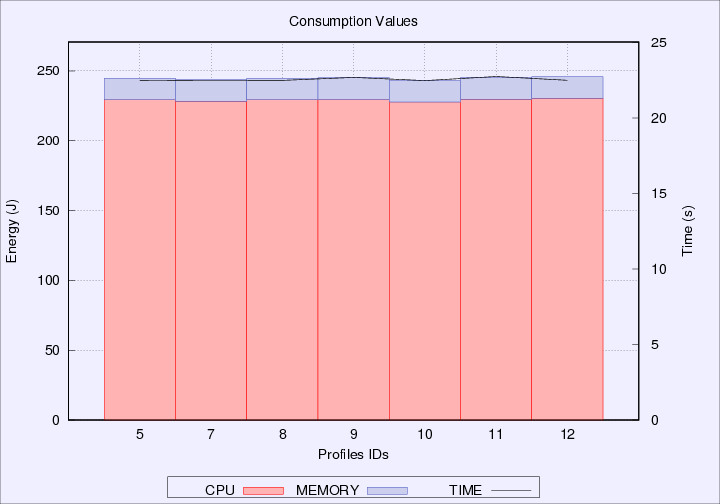 Consumption Values
250
200
150
100
50
0
25
20
15
10
5
0
Energy (J)
Time (s)
5 7 8 9 10 11 12
Profiles IDs
CPU MEMORY TIME